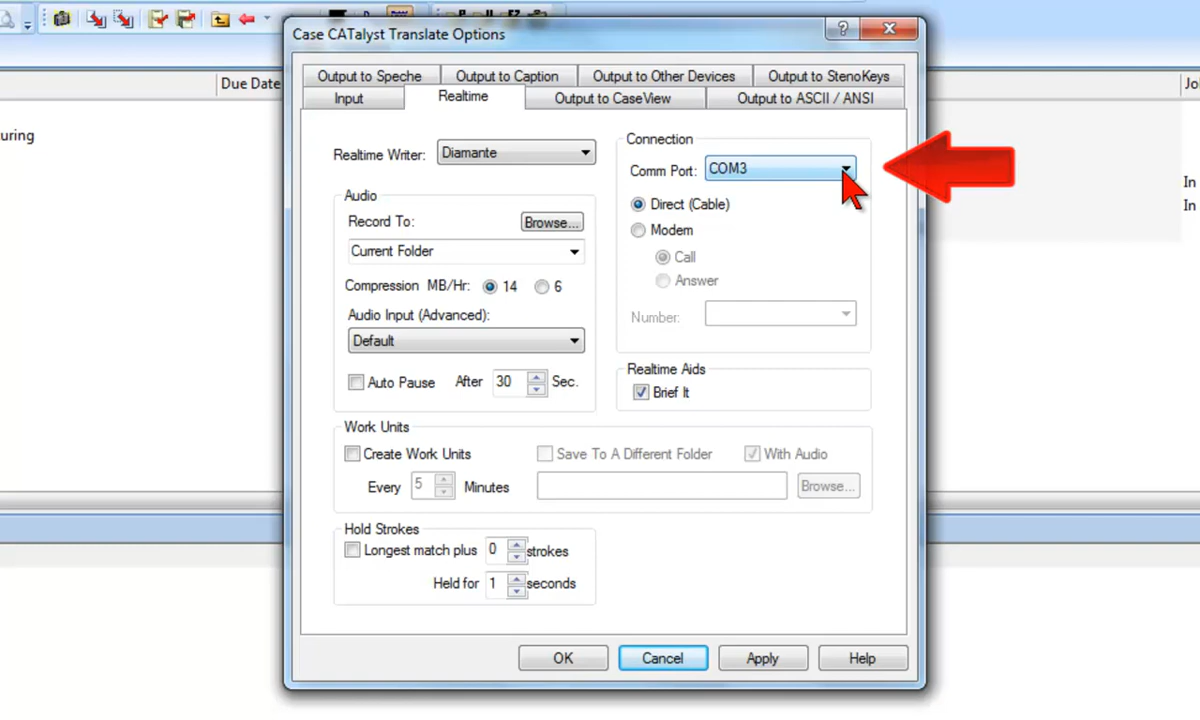 Case CATalyst Translate Options
?
Due Date
Jo
uring
In
In
Output to Speche Output to Caption Output to Other Devices Output to StenoKeys
Input Realtime Output to CaseView Output to ASCII / ANSI
Realtime Writer: Diamante
Audio
Record To: Browse...
Current Folder
Compression MB/Hr: 14 6
Audio Input (Advanced):
Default
Auto Pause After 30 Sec.
Connection
Comm Port: COM3
Direct (Cable)
Modem
Call
Answer
Number:
Realtime Aids
Brief It
Work Units
Create Work Units Save To A Different Folder With Audio
Every 5 Minutes Browse...
Hold Strokes
Longest match plus 0 strokes
Held for 1 seconds
OK Cancel Apply Help